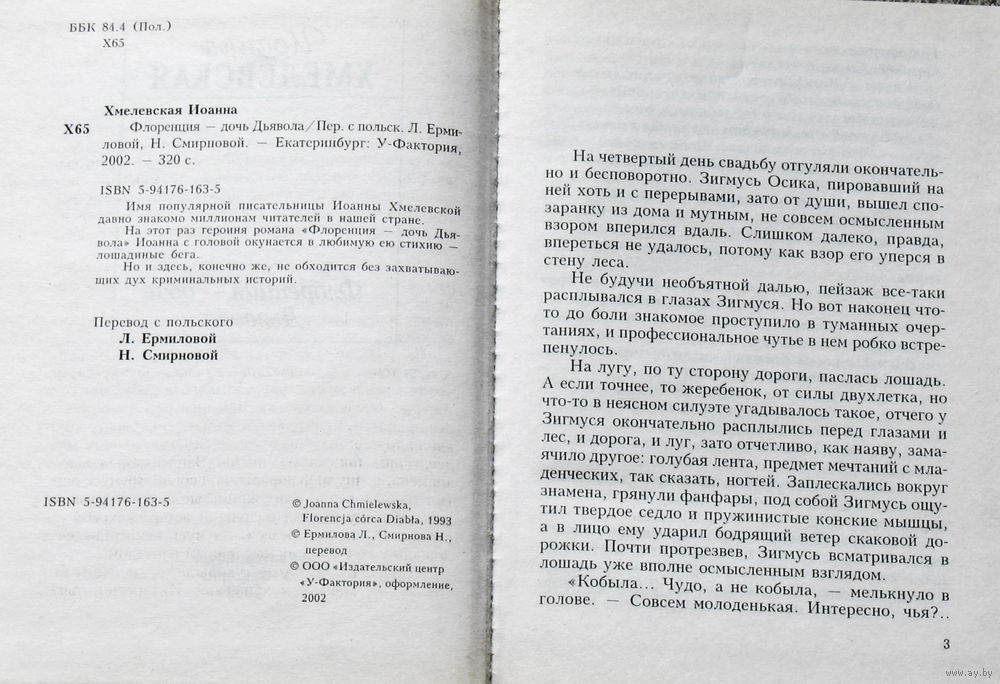 ББК 84.4 (Пол.)
Х65
Хмелевская Иоанна
Х65 Флоренция — дочь Дьявола/Пер. с польск. Л. Ерми-
ловой, Н. Смирновой. — Екатеринбург: У-Фактория,
2002. — 320 с.
ISBN 5-94176-163-5
Имя популярной писательницы Иоанны Хмелевской
давно знакомо миллионам читателей в нашей стране.
На этот раз героиня романа «Флоренция — дочь Дья-
вола» Иоанна с головой окунается в любимую ею стихию —
лошадиные бега.
Но и здесь, конечно же, не обходится без захватываю-
щих дух криминальных историй.
Перевод с польского
Л. Ермиловой
Н. Смирновой
ISBN 5-94176-163-5
© Joanna Chmielewska,
Florencja córca Diabła, 1993
© Ермилова Л., Смирнова Н.,
перевод
© ООО «Издательский центр
«У-Фактория», оформление,
2002
На четвертый день свадьбу отгуляли окончатель-
но и бесповоротно. Зигмусь Осика, пировавший на
ней хоть и с перерывами, зато от души, вышел спо-
заранку из дома и мутным, не совсем осмысленным
взором вперился вдаль. Слишком далеко, правда,
впереться не удалось, потому как взор его уперся в
стену леса.
Не будучи необъятной далью, пейзаж все-таки
расплывался в глазах Зигмуся. Но вот наконец что-
то до боли знакомое проступило в туманных очер-
таниях, и профессиональное чутье в нем робко встре-
пенулось.
На лугу, по ту сторону дороги, паслась лошадь.
А если точнее, то жеребенок, от силы двухлетка, но
что-то в неясном силуэте угадывалось такое, отчего у
Зигмуся окончательно расплылись перед глазами и
лес, и дорога, и луг, зато отчетливо, как наяву, зама-
ячило другое: голубая лента, предмет мечтаний с мла-
денческих, так сказать, ногтей. Заплескались вокруг
знамена, грянули фанфары, под собой Зигмусь ощу-
тил твердое седло и пружинистые конские мышцы,
а в лицо ему ударил бодрящий ветер скаковой до-
рожки. Почти протрезвев, Зигмусь всматривался в
лошадь уже вполне осмысленным взглядом.
«Кобыла... Чудо, а не кобыла, — мелькнуло в
голове. — Совсем молоденькая. Интересно, чья?..
3
www.ay.by